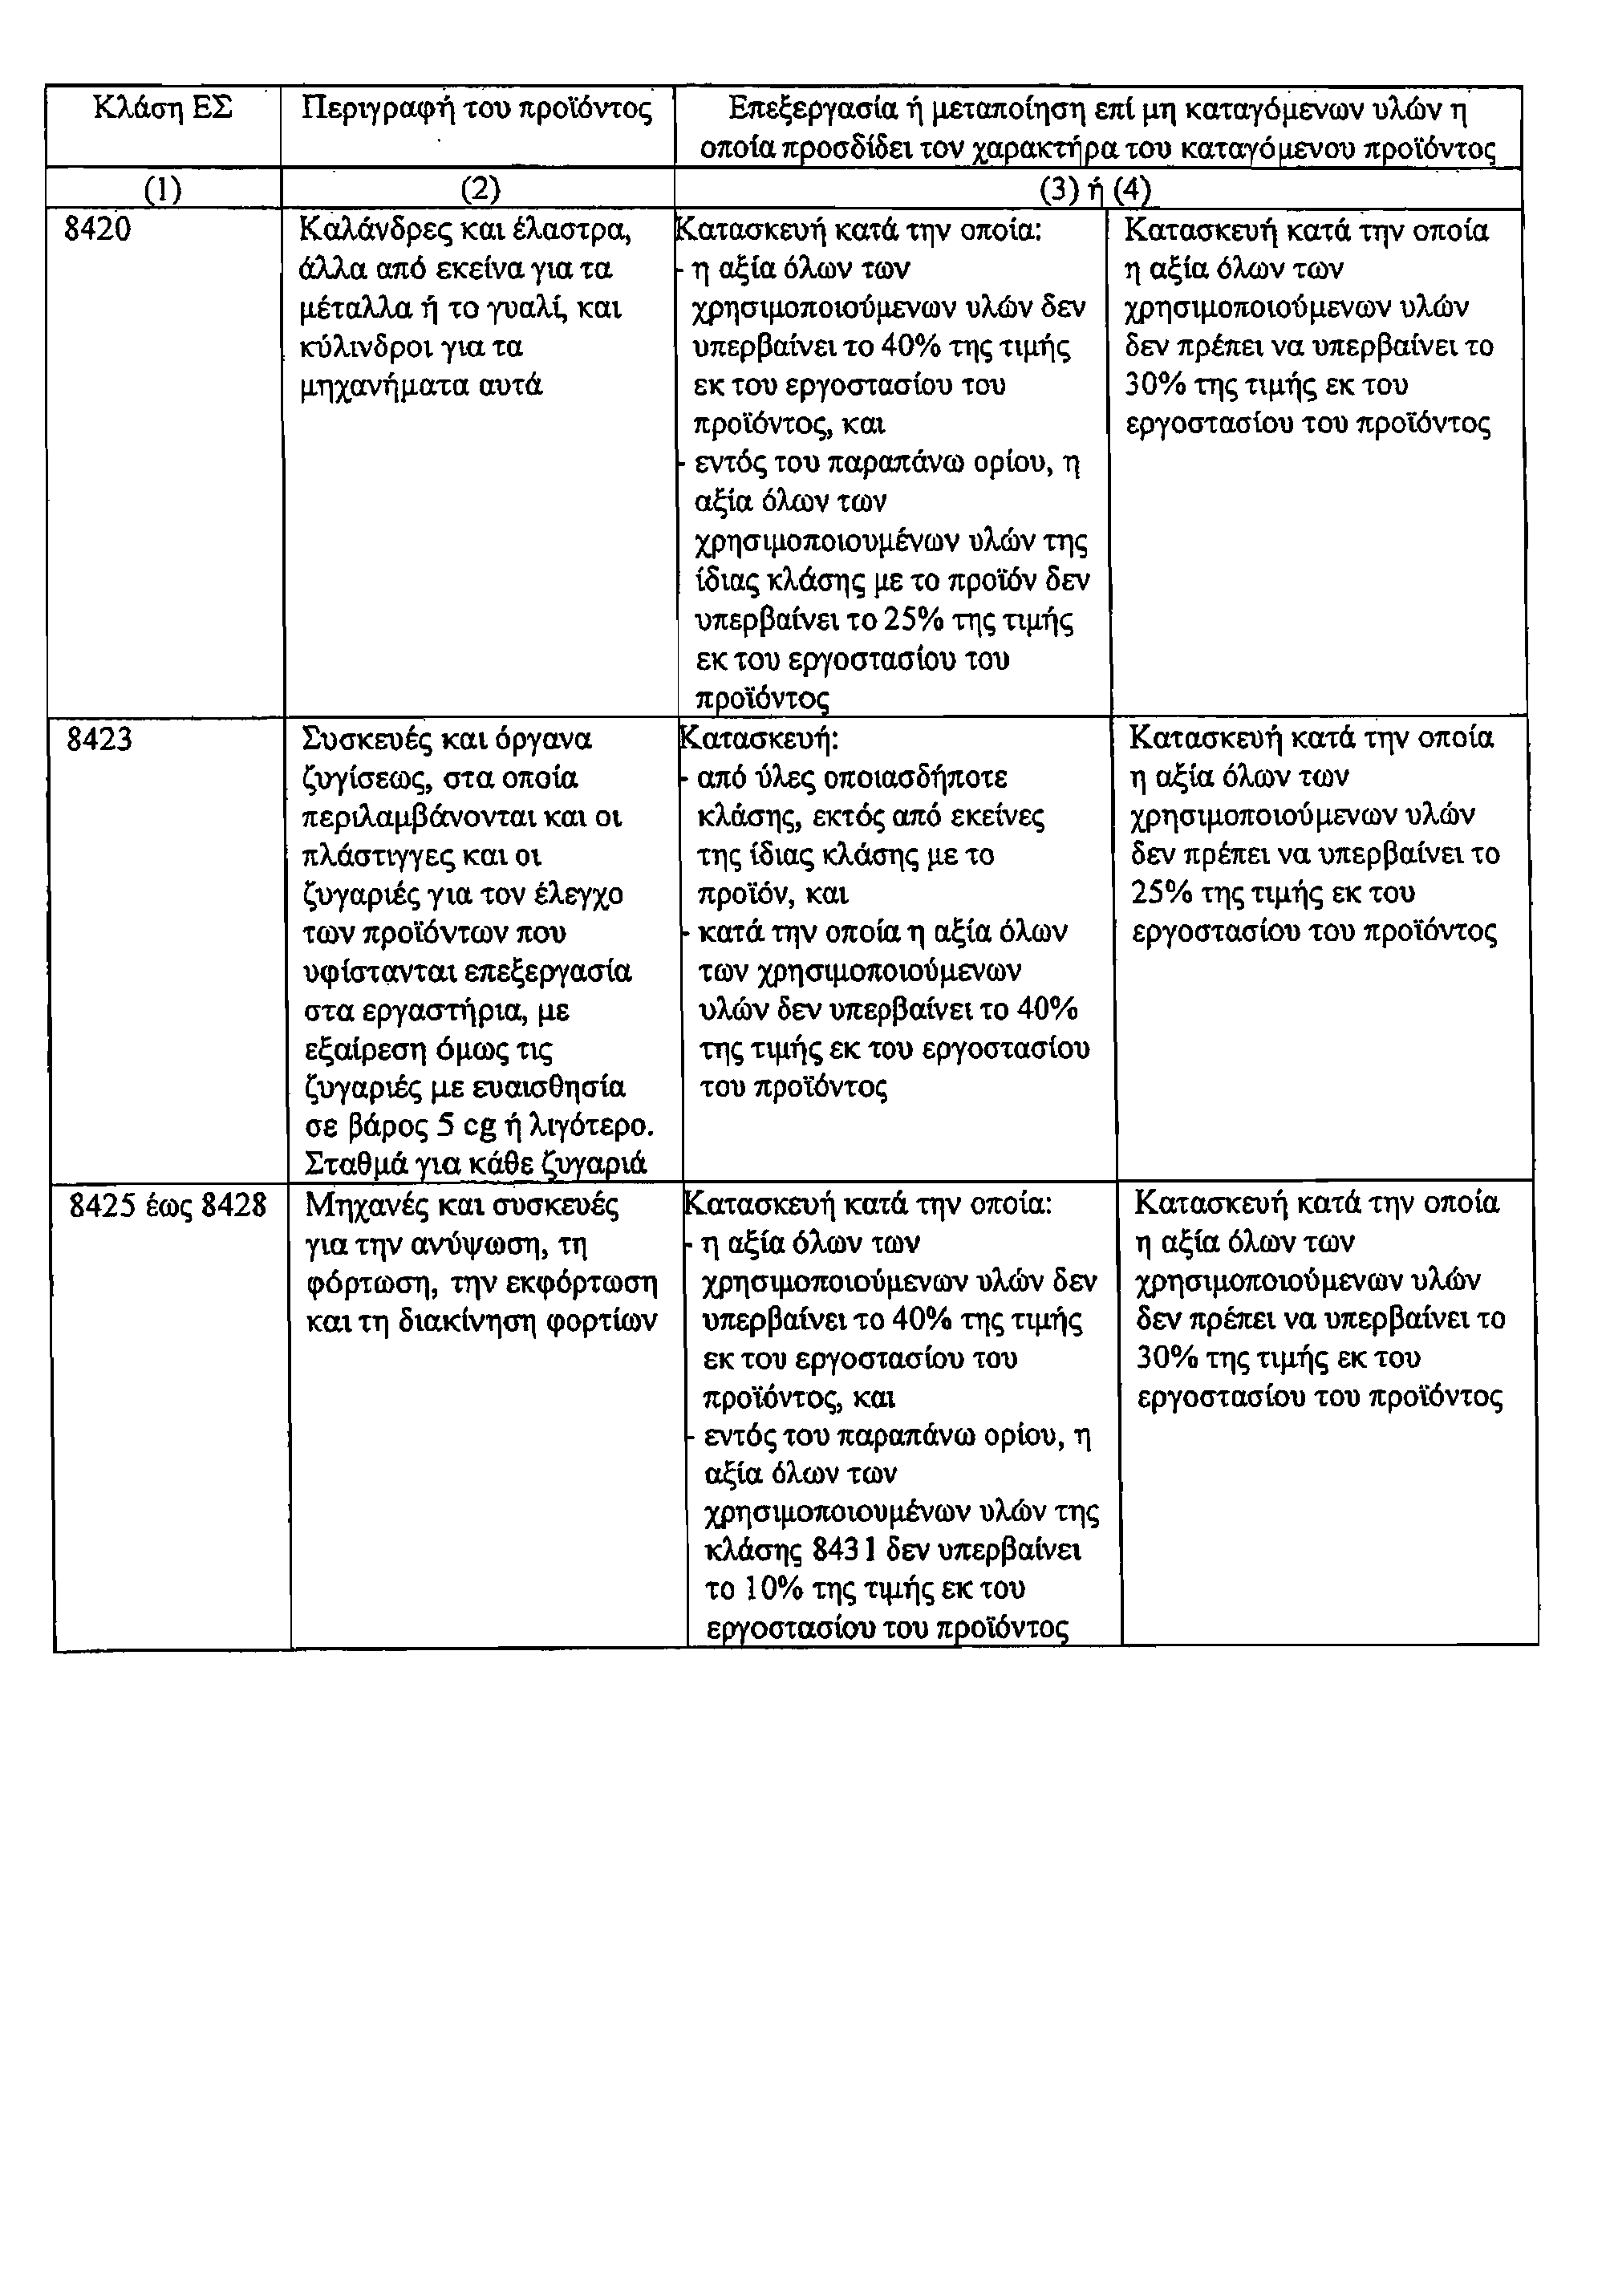 Κλάση ΕΣ
Περιγραφή του προϊόντος
Επεξεργασία ή μεταποίηση επί μη καταγόμενων υλών η
οποία προσδίδει τον χαρακτήρα του καταγόμενου προϊόντος
(1)
(2)
(3) ή (4)
8420
Καλάνδρες και έλαστρα,
άλλα από εκείνα για τα
μέταλλα ή το γυαλί, και
κύλινδροι για τα
μηχανήματα αυτά
Κατασκευή κατά την οποία:
- η αξία όλων των
χρησιμοποιούμενων υλών δεν
υπερβαίνει το 40% της τιμής
εκ του εργοστασίου του
προϊόντος, και
- εντός του παραπάνω ορίου, η
αξία όλων των
χρησιμοποιουμένων υλών της
ίδιας κλάσης με το προϊόν δεν
υπερβαίνει το 25% της τιμής
εκ του εργοστασίου του
προϊόντος
Κατασκευή κατά την οποία
η αξία όλων των
χρησιμοποιούμενων υλών
δεν πρέπει να υπερβαίνει το
30% της τιμής εκ του
εργοστασίου του προϊόντος
8423
Συσκευές και όργανα
ζυγίσεως, στα οποία
περιλαμβάνονται και οι
πλάστιγγες και οι
ζυγαριές για τον έλεγχο
των προϊόντων που
υφίστανται επεξεργασία
στα εργαστήρια, με
εξαίρεση όμως τις
ζυγαριές με ευαισθησία
σε βάρος 5 cg ή λιγότερο.
Σταθμά για κάθε ζυγαριά
Κατασκευή:
- από ύλες οποιασδήποτε
κλάσης, εκτός από εκείνες
της ίδιας κλάσης με το
προϊόν, και
- κατά την οποία η αξία όλων
των χρησιμοποιούμενων
υλών δεν υπερβαίνει το 40%
της τιμής εκ του εργοστασίου
του προϊόντος
Κατασκευή κατά την οποία
η αξία όλων των
χρησιμοποιούμενων υλών
δεν πρέπει να υπερβαίνει το
25% της τιμής εκ του
εργοστασίου του προϊόντος
8425 έως 8428
Μηχανές και συσκευές
για την ανύψωση, τη
φόρτωση, την εκφόρτωση
και τη διακίνηση φορτίων
Κατασκευή κατά την οποία:
- η αξία όλων των
χρησιμοποιούμενων υλών δεν
υπερβαίνει το 40% της τιμής
εκ του εργοστασίου του
προϊόντος, και
- εντός του παραπάνω ορίου, η
αξία όλων των
χρησιμοποιουμένων υλών της
κλάσης 8431 δεν υπερβαίνει
το 10% της τιμής εκ του
εργοστασίου του προϊόντος
Κατασκευή κατά την οποία
η αξία όλων των
χρησιμοποιούμενων υλών
δεν πρέπει να υπερβαίνει το
30% της τιμής εκ του
εργοστασίου του προϊόντος